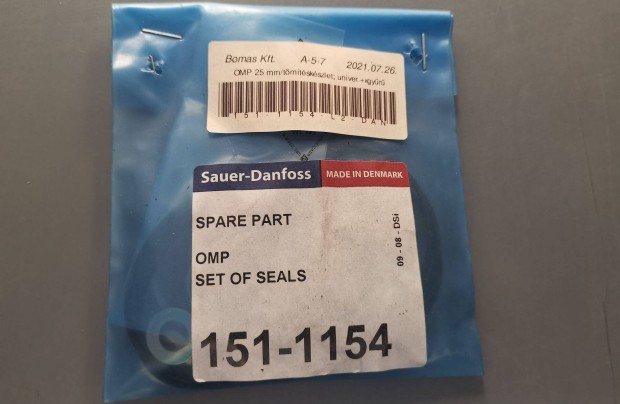 Bomas Kft. A-5-7 2021.07.26.
OMP 25 mm/tömítéskészlet; univer.+xgyűrű
151-1154-L2-DAN
Sauer-Danfoss MADE IN DENMARK
SPARE PART
OMP
SET OF SEALS
09 - 08 - DSi
151-1154